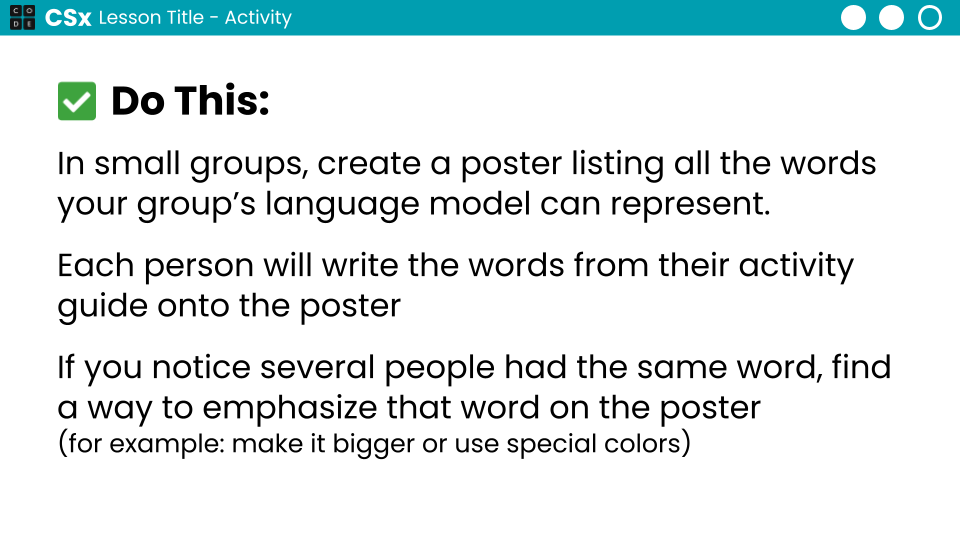 CODE CSx Lesson Title - Activity
Do This:
In small groups, create a poster listing all the words
your group’s language model can represent.
Each person will write the words from their activity
guide onto the poster
If you notice several people had the same word, find
a way to emphasize that word on the poster
(for example: make it bigger or use special colors)